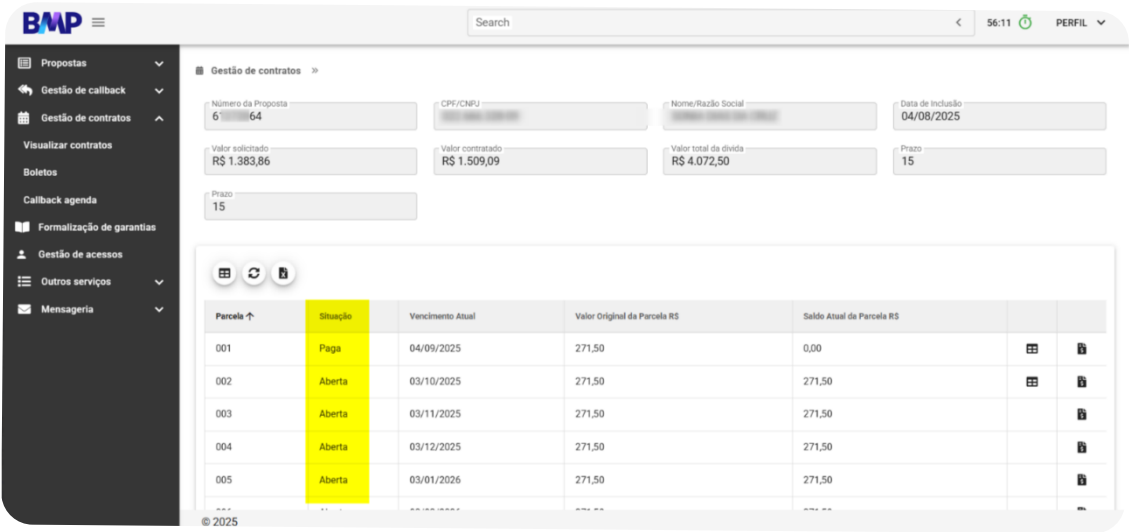 BMP
Search
56:11
PERFIL
Propostas
Gestão de callback
Gestão de contratos
Visualizar contratos
Boletos
Callback agenda
Formalização de garantias
Gestão de acessos
Outros serviços
Mensageria
Gestão de contratos »
Número da Proposta
6 64
CPF/CNPJ
Nome/Razão Social
Data de Inclusão
04/08/2025
Valor solicitado
R$ 1.383,86
Valor contratado
R$ 1.509,09
Valor total da dívida
R$ 4.072,50
Prazo
15
Prazo
15
Parcela Situação Vencimento Atual Valor Original da Parcela R$ Saldo Atual da Parcela R$
001 Paga 04/09/2025 271,50 0,00
002 Aberta 03/10/2025 271,50 271,50
003 Aberta 03/11/2025 271,50 271,50
004 Aberta 03/12/2025 271,50 271,50
005 Aberta 03/01/2026 271,50 271,50
© 2025